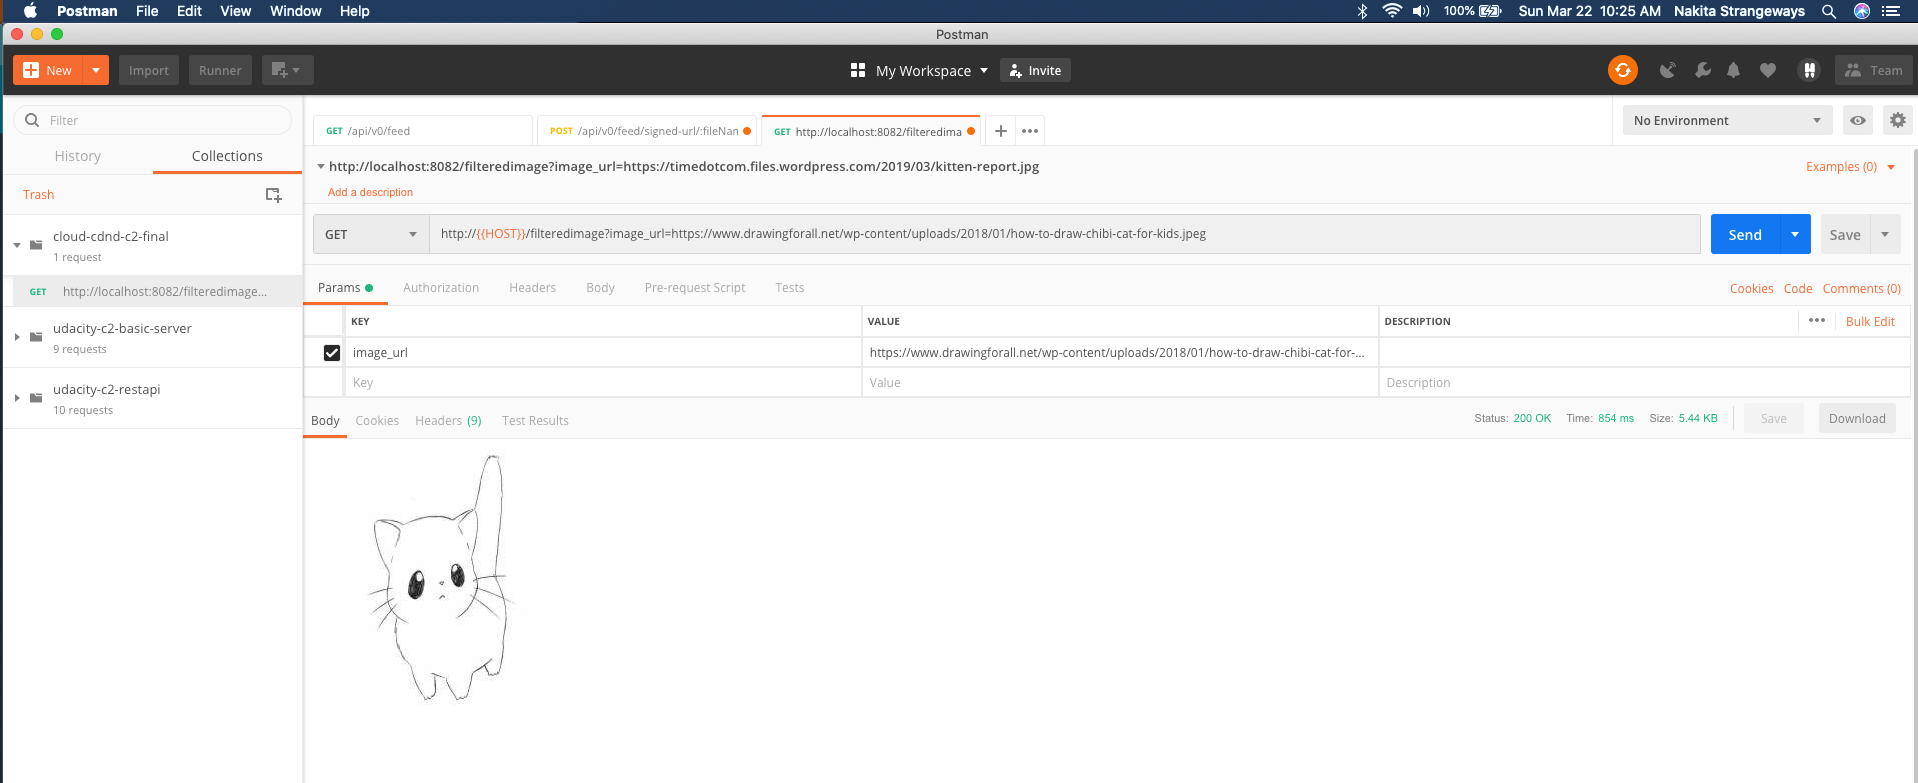 Postman File Edit View Window Help 100% Sun Mar 22 10:25 AM Nakita Strangeways
Postman
New Import Runner My Workspace Invite Team
Filter
History Collections
Trash
cloud-cdnd-c2-final
1 request
GET http://localhost:8082/filteredimage...
udacity-c2-basic-server
9 requests
udacity-c2-restapi
10 requests
GET /api/v0/feed POST /api/v0/feed/signed-url/:fileNan GET http://localhost:8082/filteredima + ••• No Environment
http://localhost:8082/filteredimage?image_url=https://timedotcom.files.wordpress.com/2019/03/kitten-report.jpg Examples (0)
Add a description
GET http://{{HOST}}/filteredimage?image_url=https://www.drawingforall.net/wp-content/uploads/2018/01/how-to-draw-chibi-cat-for-kids.jpeg Send Save
Params Authorization Headers Body Pre-request Script Tests Cookies Code Comments (0)
KEY VALUE DESCRIPTION ••• Bulk Edit
image_url https://www.drawingforall.net/wp-content/uploads/2018/01/how-to-draw-chibi-cat-for-...
Key Value Description
Body Cookies Headers (9) Test Results Status: 200 OK Time: 854 ms Size: 5.44 KB Save Download